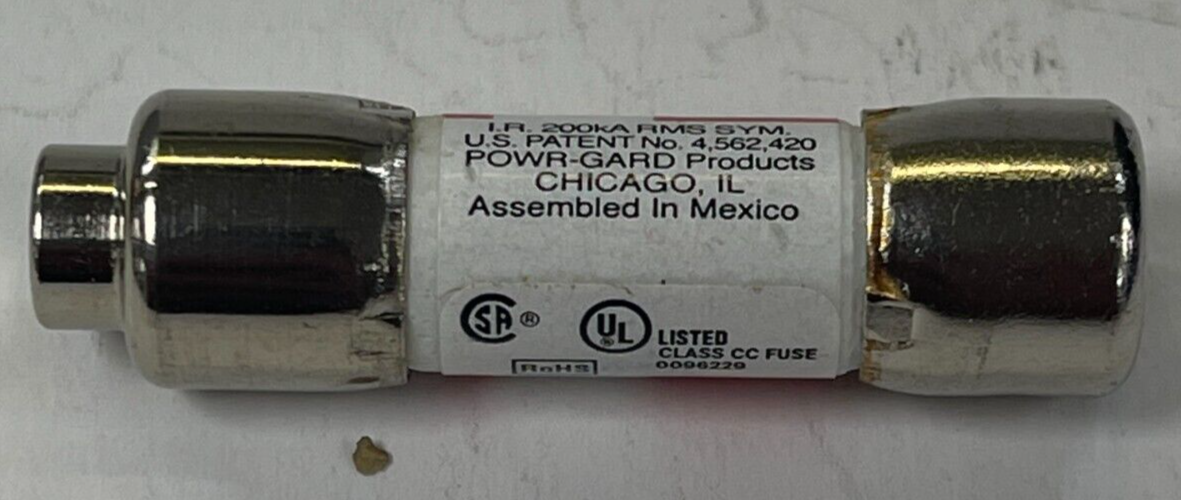 I.R. 200kA RMS SYM.
U.S. PATENT No. 4,562,420
POWR-GARD Products
CHICAGO, IL
Assembled In Mexico
SA ®
UL ® LISTED
CLASS CC FUSE
RoHS 0096229